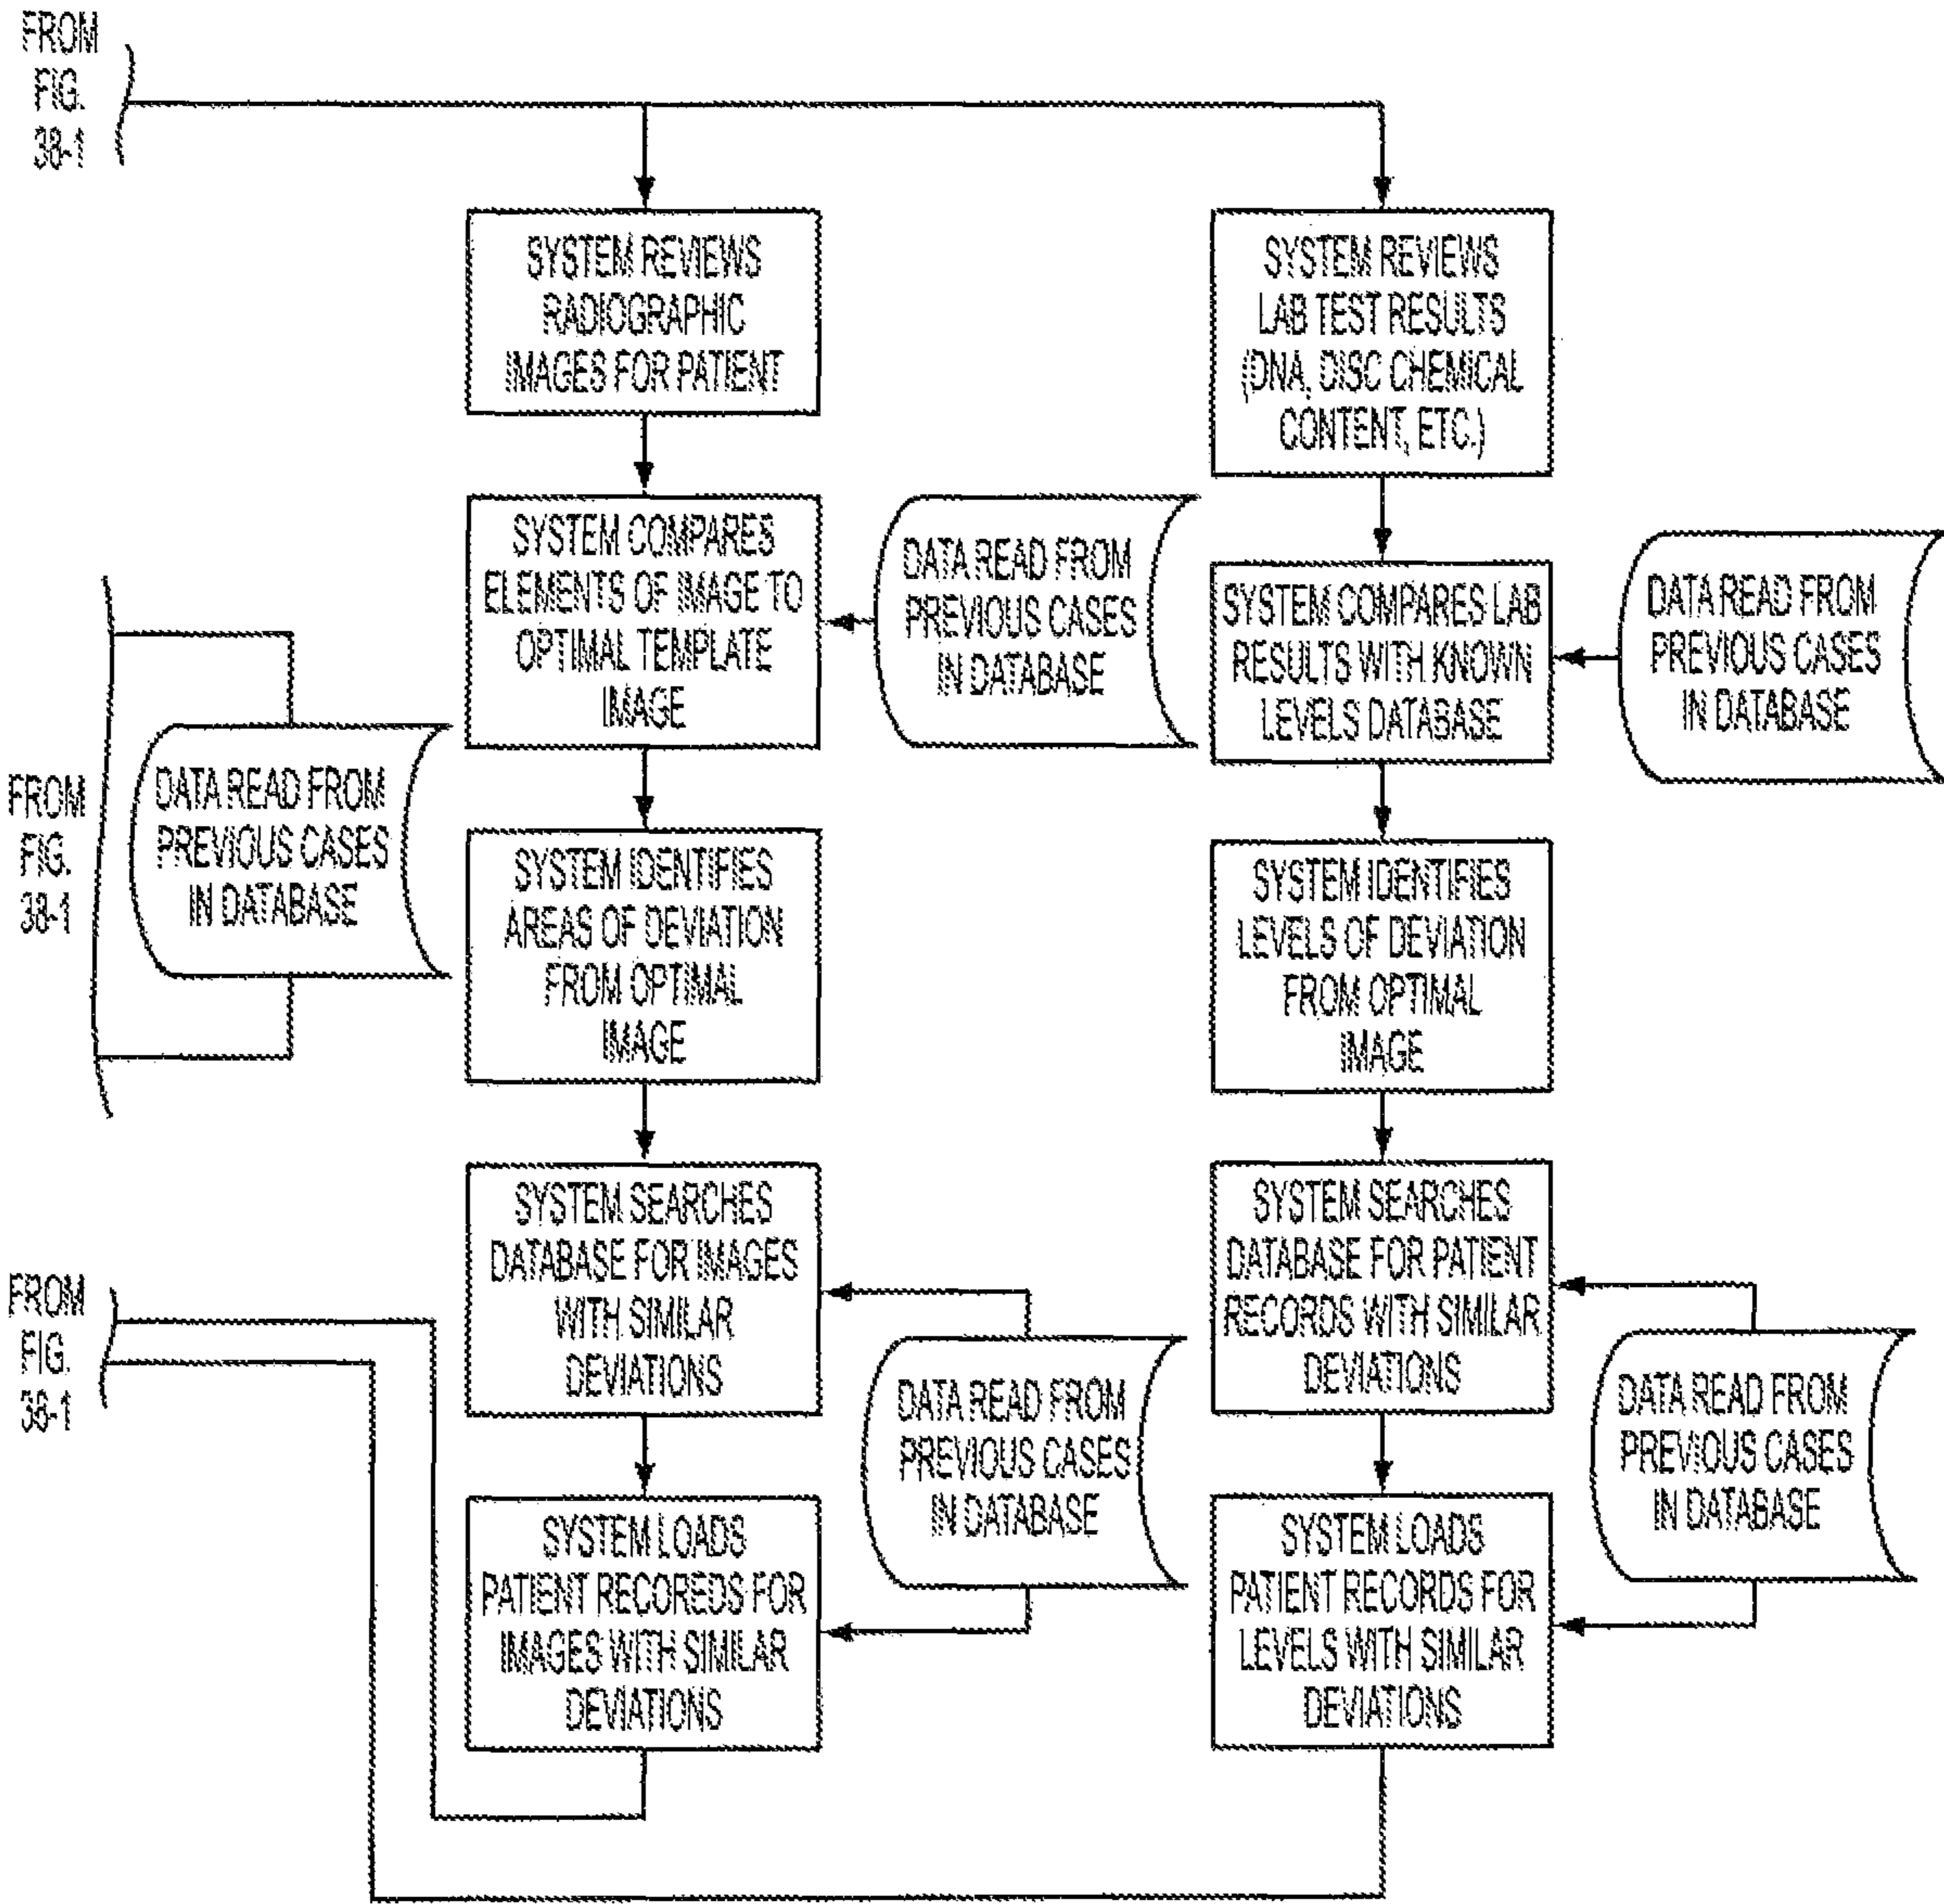 FROM
FIG.
38-1
SYSTEM REVIEWS
RADIOGRAPHIC
IMAGES FOR PATIENT
SYSTEM REVIEWS
LAB TEST RESULTS
(DNA, DISC CHEMICAL
CONTENT, ETC.)
SYSTEM COMPARES
ELEMENTS OF IMAGE TO
OPTIMAL TEMPLATE
IMAGE
DATA READ FROM
PREVIOUS CASES
IN DATABASE
SYSTEM COMPARES LAB
RESULTS WITH KNOWN
LEVELS DATABASE
DATA READ FROM
PREVIOUS CASES
IN DATABASE
FROM
FIG.
38-1
DATA READ FROM
PREVIOUS CASES
IN DATABASE
SYSTEM IDENTIFIES
AREAS OF DEVIATION
FROM OPTIMAL
IMAGE
SYSTEM IDENTIFIES
LEVELS OF DEVIATION
FROM OPTIMAL
IMAGE
FROM
FIG.
38-1
SYSTEM SEARCHES
DATABASE FOR IMAGES
WITH SIMILAR
DEVIATIONS
SYSTEM SEARCHES
DATABASE FOR PATIENT
RECORDS WITH SIMILAR
DEVIATIONS
DATA READ FROM
PREVIOUS CASES
IN DATABASE
DATA READ FROM
PREVIOUS CASES
IN DATABASE
SYSTEM LOADS
PATIENT RECOREDS FOR
IMAGES WITH SIMILAR
DEVIATIONS
SYSTEM LOADS
PATIENT RECORDS FOR
LEVELS WITH SIMILAR
DEVIATIONS